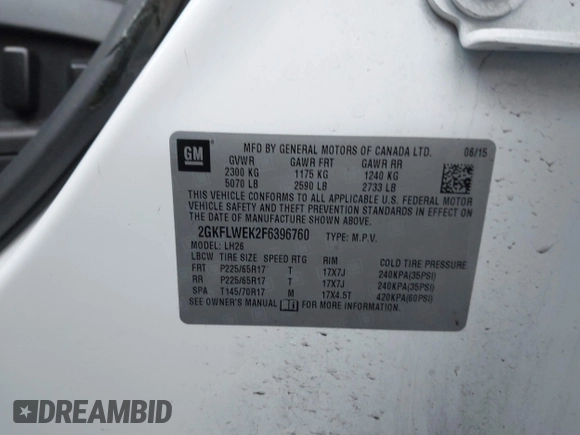 GM
MFD BY GENERAL MOTORS OF CANADA LTD. 06/15
GVWR GAWR FRT GAWR RR
2300 KG 1175 KG 1240 KG
5070 LB 2590 LB 2733 LB
THIS VEHICLE CONFORMS TO ALL APPLICABLE U.S. FEDERAL MOTOR
VEHICLE SAFETY AND THEFT PREVENTION STANDARDS IN EFFECT
ON THE DATE OF MANUFACTURE SHOWN ABOVE.
2GKFLWEK2F6396760 TYPE: M.P.V.
MODEL: LH26
LBCW TIRE SIZE SPEED RTG RIM COLD TIRE PRESSURE
FRT P225/65R17 T 17X7J 240KPA(35PSI)
RR P225/65R17 T 17X7J 240KPA(35PSI)
SPA T145/70R17 M 17X4.5T 420KPA(60PSI)
SEE OWNER'S MANUAL FOR MORE INFORMATION.
DREAMBID